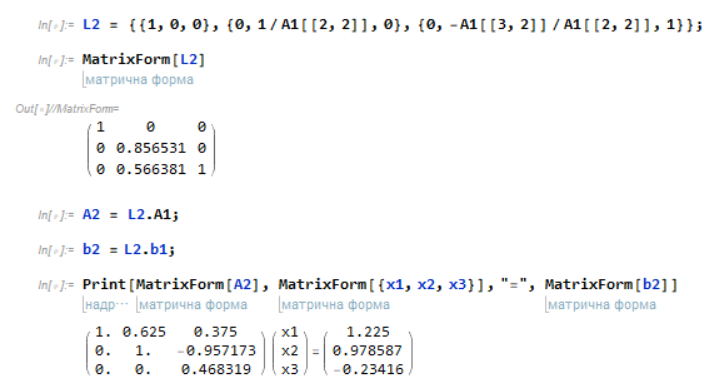 In[ ]:= L2 = {{1, 0, 0}, {0, 1 / A1[[2, 2]], 0}, {0, -A1[[3, 2]] / A1[[2, 2]], 1}};
In[ ]:= MatrixForm[L2]
матрична форма
Out[ ]//MatrixForm=
1 0 0
0 0.856531 0
0 0.566381 1
In[ ]:= A2 = L2.A1;
In[ ]:= b2 = L2.b1;
In[ ]:= Print[MatrixForm[A2], MatrixForm[{x1, x2, x3}], "=", MatrixForm[b2]]
надр⋯ матрична форма матрична форма матрична форма
1. 0.625 0.375 x1 1.225
0. 1. -0.957173 x2 = 0.978587
0. 0. 0.468319 x3 -0.23416